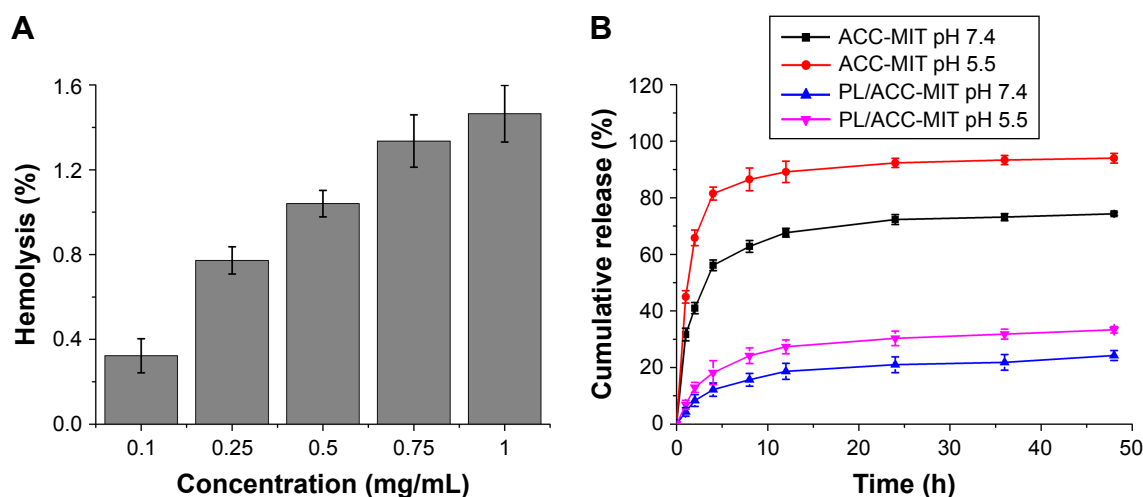 A
Hemolysis (%)
1.6
1.2
0.8
0.4
0.0
0.1 0.25 0.5 0.75 1
Concentration (mg/mL)
B
ACC-MIT pH 7.4
ACC-MIT pH 5.5
PL/ACC-MIT pH 7.4
PL/ACC-MIT pH 5.5
Cumulative release (%)
120
100
80
60
40
20
0
0 10 20 30 40 50
Time (h)